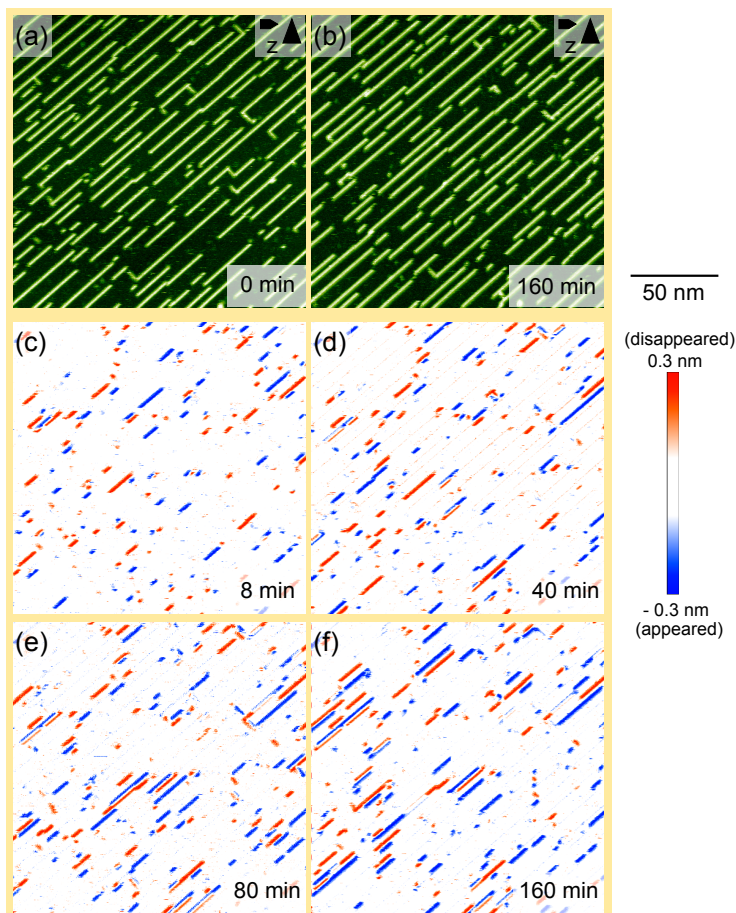 (a)
Z
(b)
Z
0 min
160 min
50 nm
(c)
(d)
(disappeared)
0.3 nm
8 min
40 min
- 0.3 nm
(appeared)
(e)
(f)
80 min
160 min